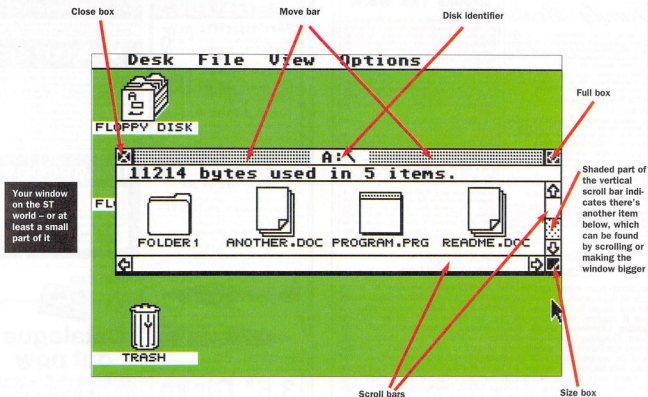 Close box
Move bar
Disk identifier
Desk File View Options
FLOPPY DISK
Full box
A:\
11214 bytes used in 5 items.
Your window
on the ST
world – or at
least a small
part of it
FL
FOLDER1 ANOTHER.DOC PROGRAM.PRG README.DOC
Shaded part of
the vertical
scroll bar indi-
cates there's
another item
below, which
can be found
by scrolling or
making the
window bigger
TRASH
Scroll bars
Size box